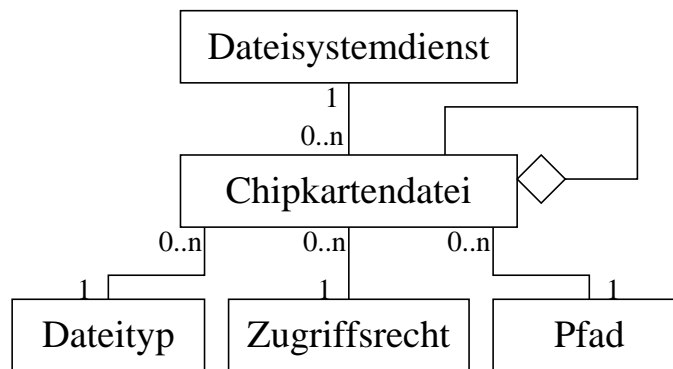 Dateisystemdienst
1
0..n
Chipkartendatei
0..n 0..n 0..n
1 1 1
Dateityp Zugriffsrecht Pfad